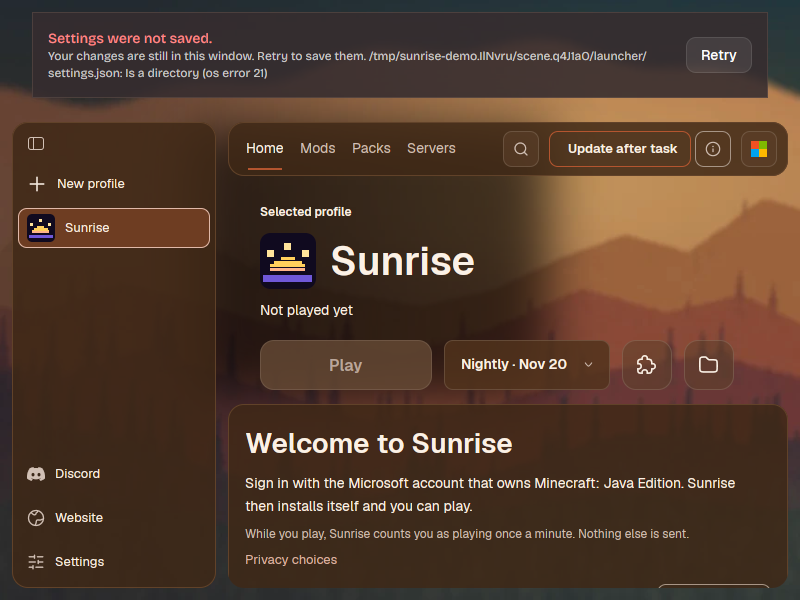 Settings were not saved.
Your changes are still in this window. Retry to save them. /tmp/sunrise-demo.IlNvru/scene.q4J1aO/launcher/
settings.json: Is a directory (os error 21)
Retry
New profile
Sunrise
Discord
Website
Settings
Home
Mods
Packs
Servers
Update after task
Selected profile
Sunrise
Not played yet
Play
Nightly · Nov 20
Welcome to Sunrise
Sign in with the Microsoft account that owns Minecraft: Java Edition. Sunrise
then installs itself and you can play.
While you play, Sunrise counts you as playing once a minute. Nothing else is sent.
Privacy choices